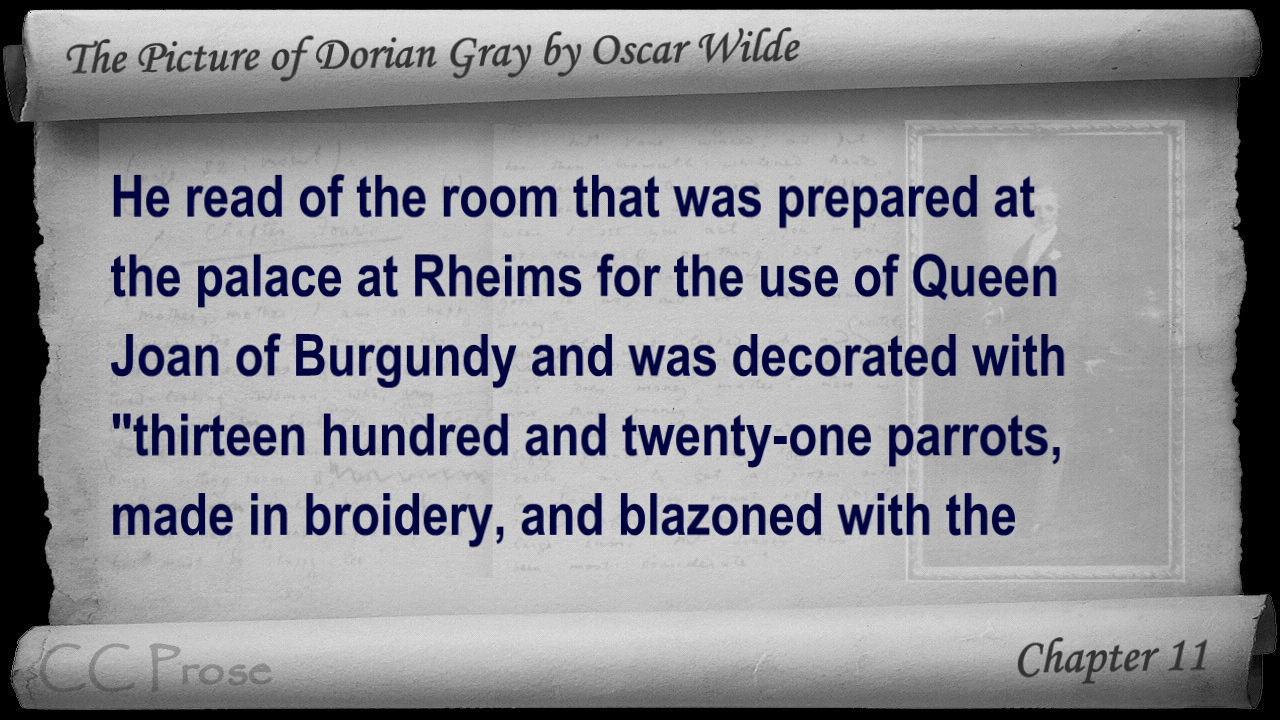 The Picture of Dorian Gray by Oscar Wilde
He read of the room that was prepared at
the palace at Rheims for the use of Queen
Joan of Burgundy and was decorated with
"thirteen hundred and twenty-one parrots,
made in broidery, and blazoned with the
CC Prose
Chapter 11